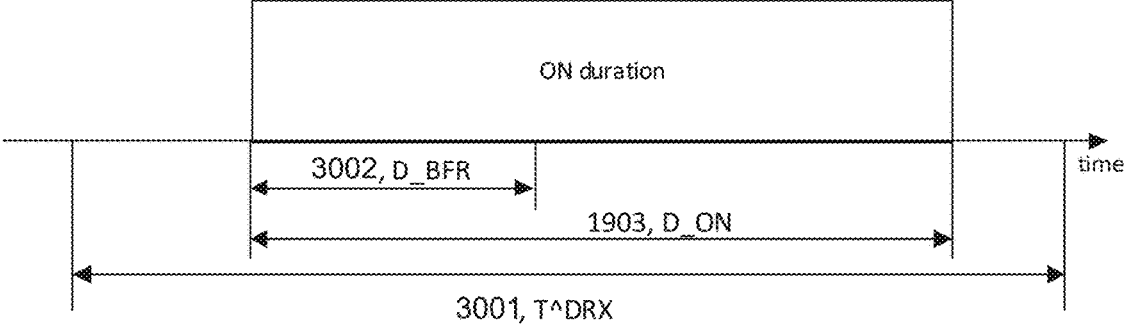 ON duration
time
3002, D_BFR
1903, D_ON
3001, T^DRX